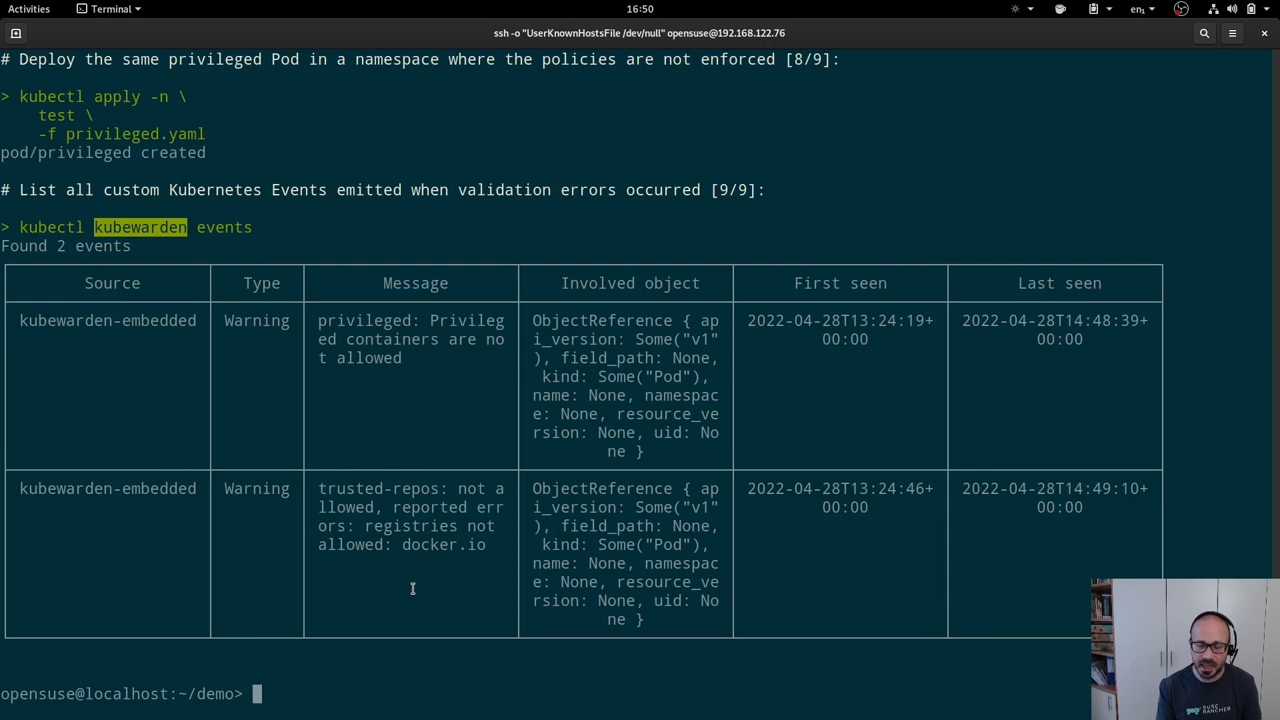 Activities
Terminal
16:50
en₁
ssh -o "UserKnownHostsFile /dev/null" opensuse@192.168.122.76
# Deploy the same privileged Pod in a namespace where the policies are not enforced [8/9]:
> kubectl apply -n \
test \
-f privileged.yaml
pod/privileged created
# List all custom Kubernetes Events emitted when validation errors occurred [9/9]:
> kubectl kubewarden events
Found 2 events
Source
Type
Message
Involved object
First seen
Last seen
kubewarden-embedded
Warning
privileged: Privileg
ed containers are no
t allowed
ObjectReference { ap
i_version: Some("v1"
), field_path: None,
kind: Some("Pod"),
name: None, namespac
e: None, resource_ve
rsion: None, uid: No
ne }
2022-04-28T13:24:19+
00:00
2022-04-28T14:48:39+
00:00
kubewarden-embedded
Warning
trusted-repos: not a
llowed, reported err
ors: registries not
allowed: docker.io
ObjectReference { ap
i_version: Some("v1"
), field_path: None,
kind: Some("Pod"),
name: None, namespac
e: None, resource_ve
rsion: None, uid: No
ne }
2022-04-28T13:24:46+
00:00
2022-04-28T14:49:10+
00:00
opensuse@localhost:~/demo>
SUSE
RANCHER